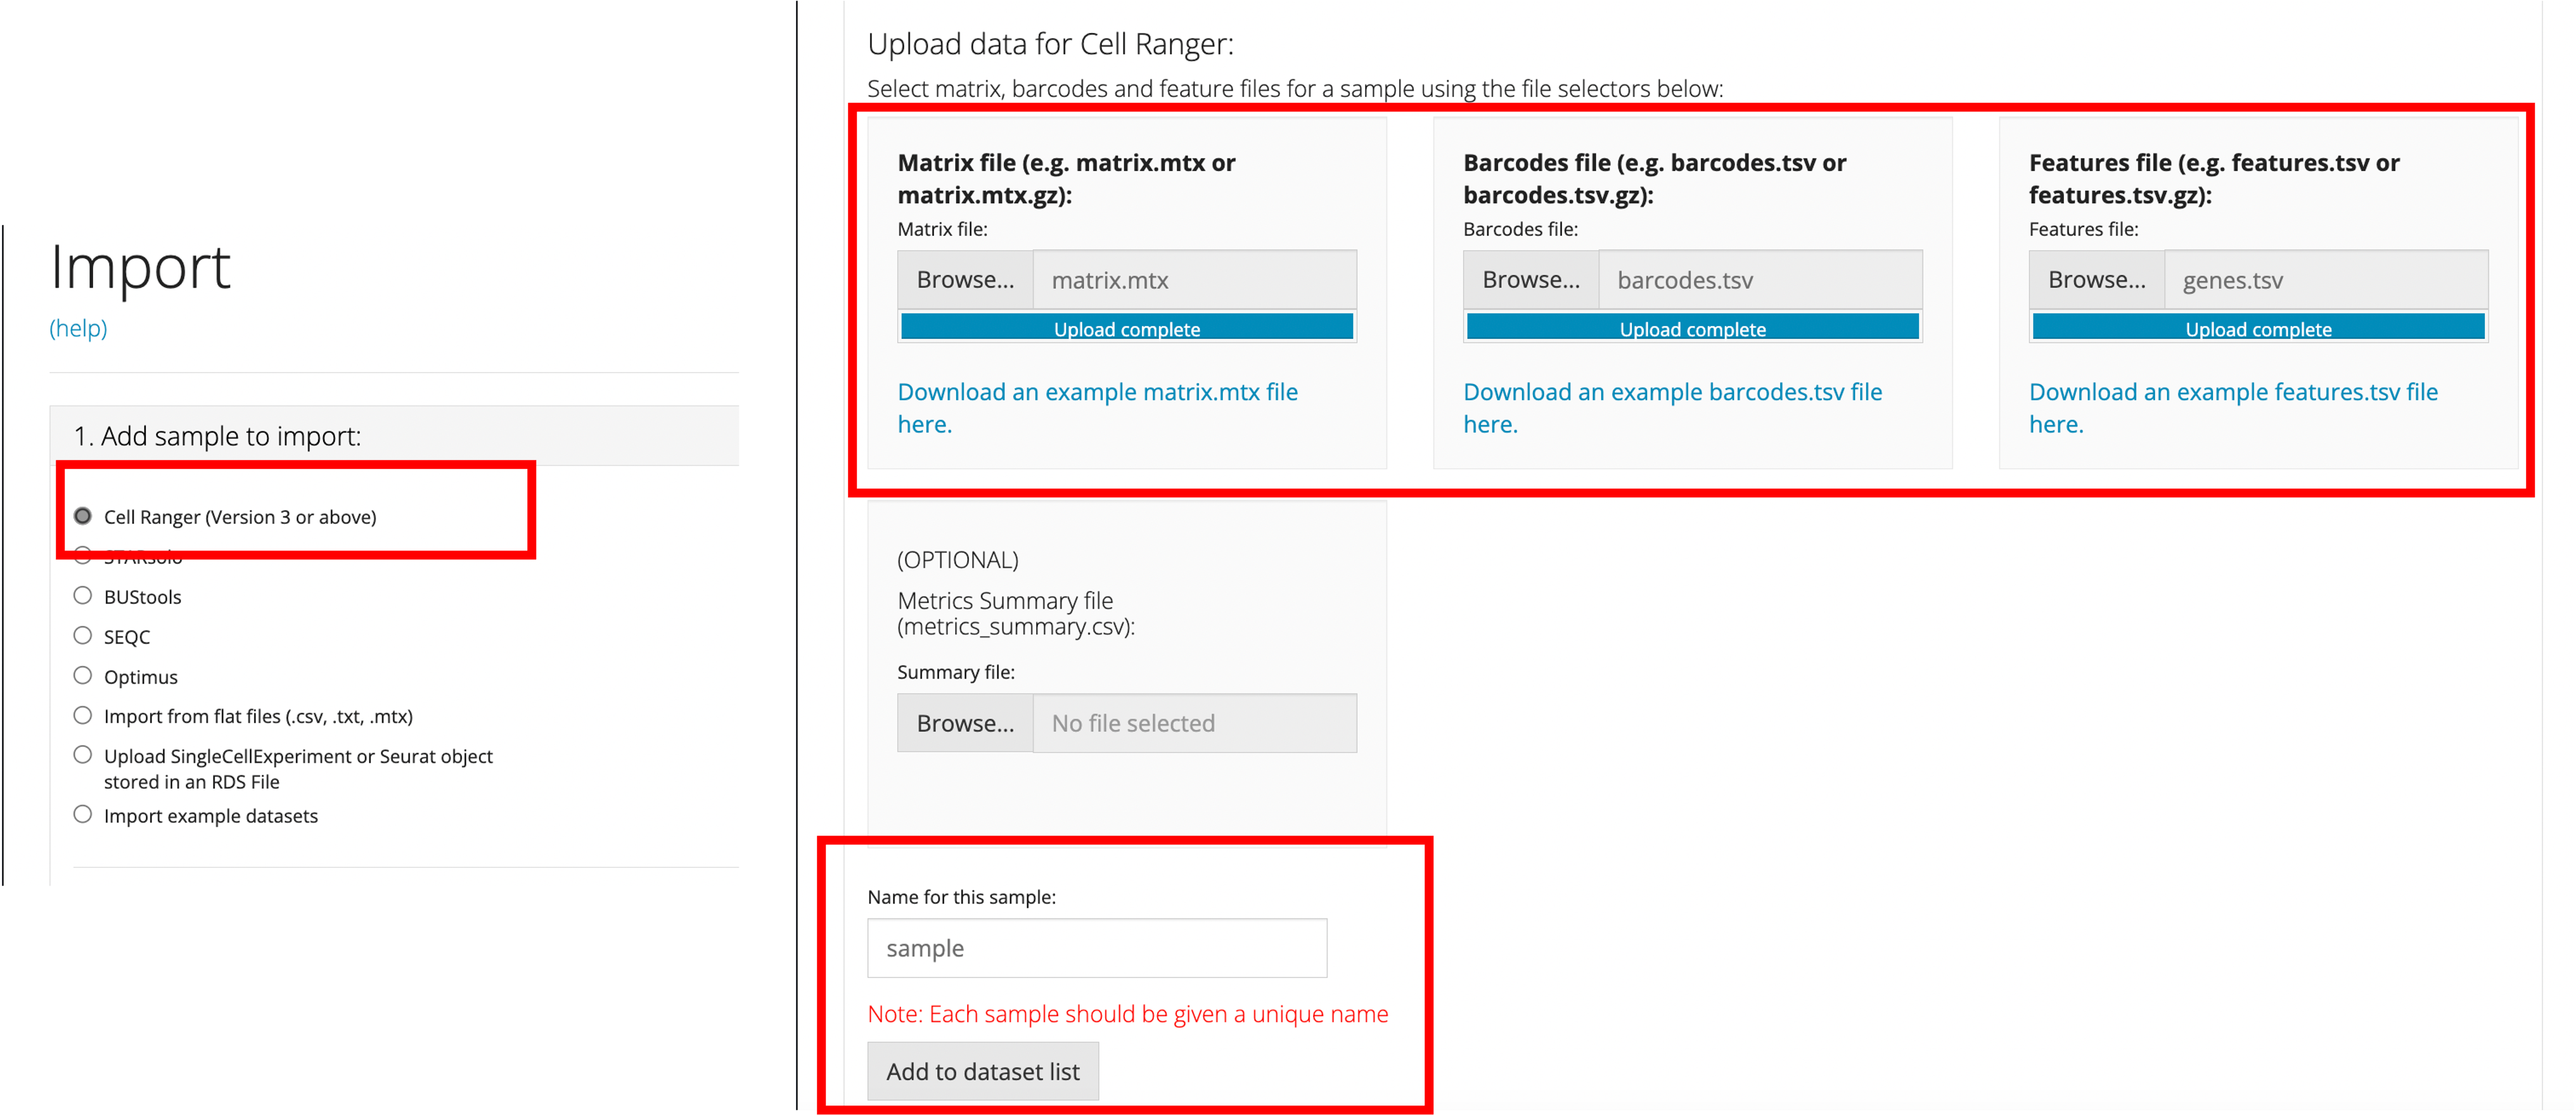 Import
(help)
1. Add sample to import:
Cell Ranger (Version 3 or above)
STARsolo
BUStools
SEQC
Optimus
Import from flat files (.csv, .txt, .mtx)
Upload SingleCellExperiment or Seurat object
stored in an RDS File
Import example datasets
Upload data for Cell Ranger:
Select matrix, barcodes and feature files for a sample using the file selectors below:
Matrix file (e.g. matrix.mtx or
matrix.mtx.gz):
Matrix file:
Browse... matrix.mtx
Upload complete
Download an example matrix.mtx file
here.
Barcodes file (e.g. barcodes.tsv or
barcodes.tsv.gz):
Barcodes file:
Browse... barcodes.tsv
Upload complete
Download an example barcodes.tsv file
here.
Features file (e.g. features.tsv or
features.tsv.gz):
Features file:
Browse... genes.tsv
Upload complete
Download an example features.tsv file
here.
(OPTIONAL)
Metrics Summary file
(metrics_summary.csv):
Summary file:
Browse... No file selected
Name for this sample:
sample
Note: Each sample should be given a unique name
Add to dataset list